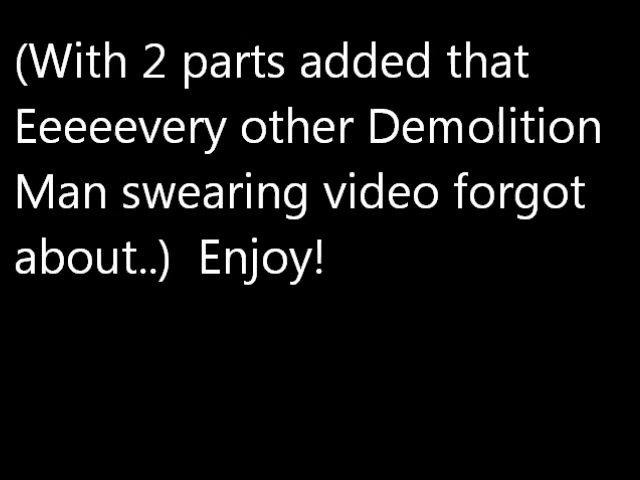 (With 2 parts added that
Eeeeevery other Demolition
Man swearing video forgot
about..)  Enjoy!